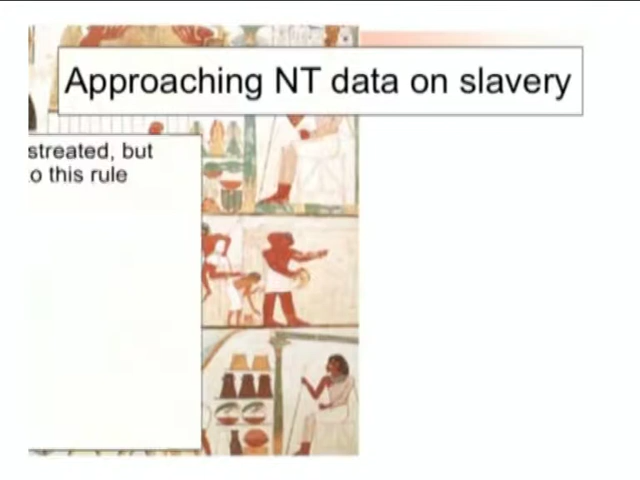 Approaching NT data on slavery
streated, but
o this rule